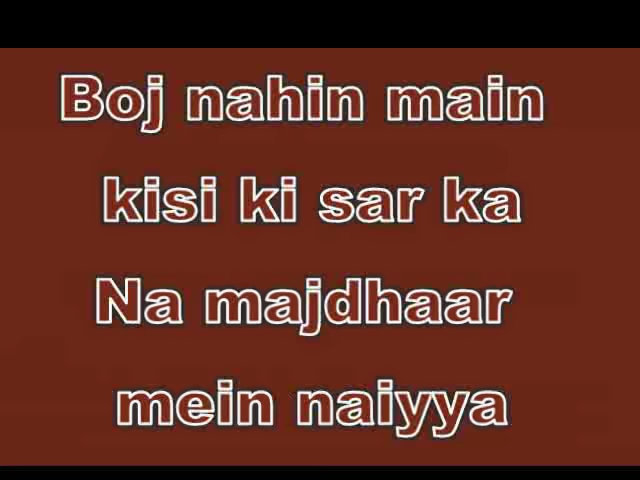 Boj nahin main
kisi ki sar ka
Na majdhaar
mein naiyya